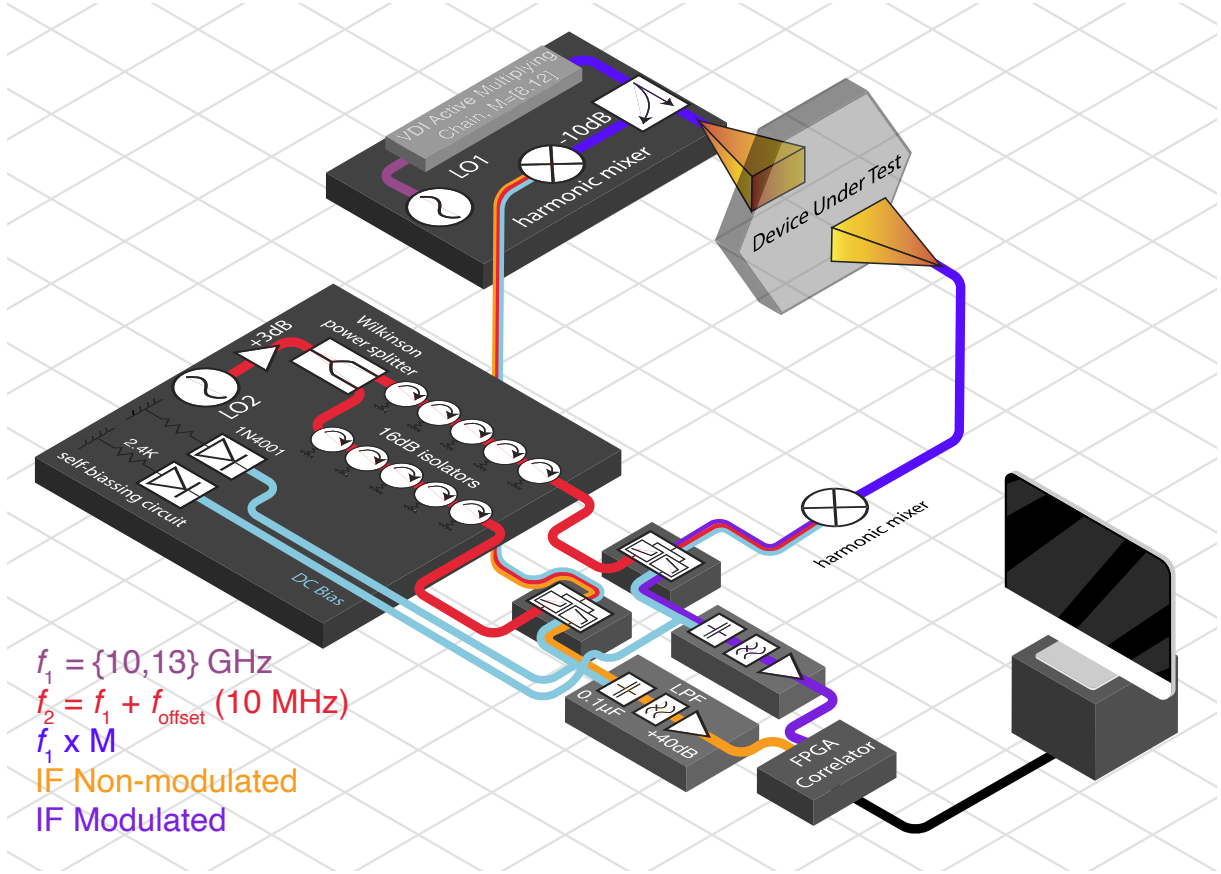 VDI Active Multiplying
Chain, M=[8,12]
LO1
-10dB
harmonic mixer
Device Under Test
Wilkinson
power splitter
+3dB
LO2
16dB isolators
1N4001
2.4K
self-biassing circuit
DC Bias
harmonic mixer
LPF
0.1µF
+40dB
FPGA
Correlator
f₁ = {10,13} GHz
f₂ = f₁ + f_offset (10 MHz)
f₁ x M
IF Non-modulated
IF Modulated